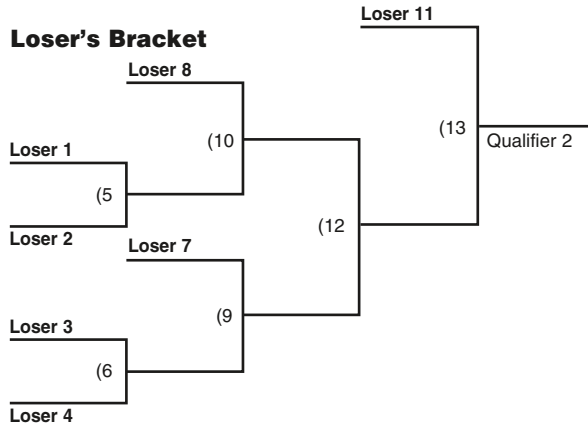 Loser 11
Loser's Bracket
Loser 8
(13
(10
Qualifier 2
Loser 1
(5
(12
Loser 2
Loser 7
(9
Loser 3
(6
Loser 4